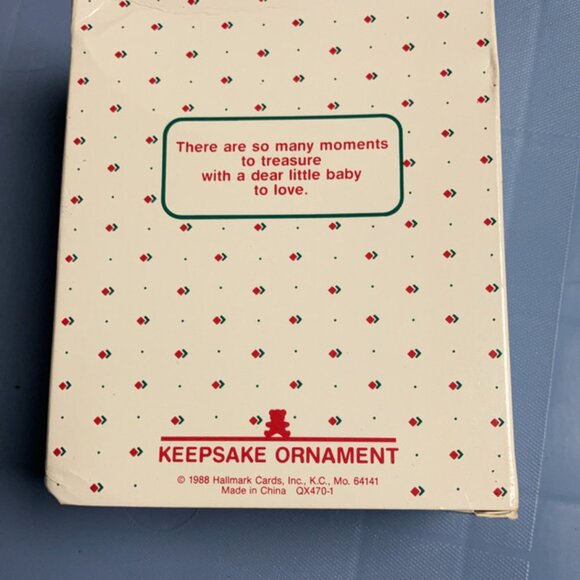 There are so many moments
to treasure
with a dear little baby
to love.
KEEPSAKE ORNAMENT
© 1988 Hallmark Cards, Inc., K.C., Mo. 64141
Made in China QX470-1